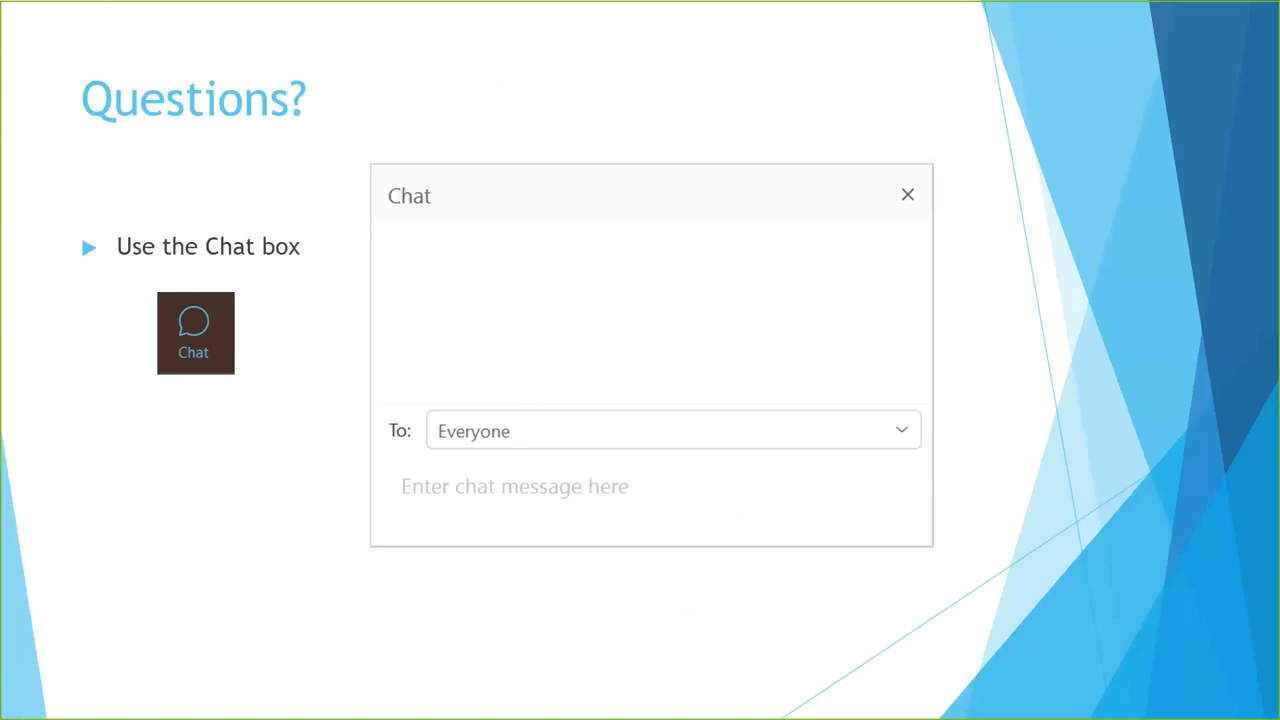 Questions?
Use the Chat box
Chat
Chat
To:
Everyone
Enter chat message here